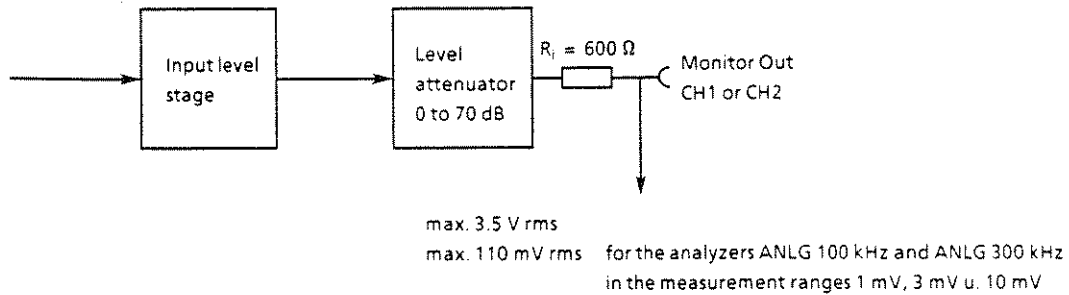 Input level
stage
Level
attenuator
0 to 70 dB
Ri = 600 Ω
Monitor Out
CH1 or CH2
max. 3.5 V rms
max. 110 mV rms for the analyzers ANLG 100 kHz and ANLG 300 kHz
in the measurement ranges 1 mV, 3 mV u. 10 mV